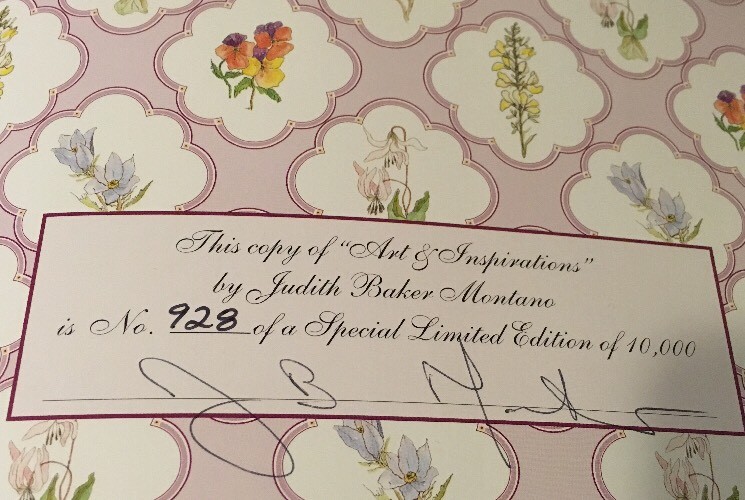 This copy of "Art & Inspirations"
by Judith Baker Montano
is No. 928 of a Special Limited Edition of 10,000
J B Montano